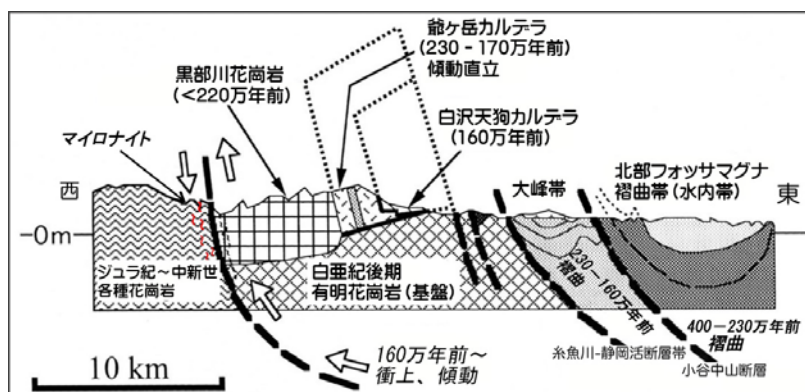 爺ヶ岳カルデラ
(230 - 170万年前)
傾動直立
黒部川花崗岩
(<220万年前)
白沢天狗カルデラ
(160万年前)
マイロナイト
北部フォッサマグナ
褶曲帯(水内帯)
大峰帯
西
東
0m
ジュラ紀～中新世
各種花崗岩
白亜紀後期
有明花崗岩(基盤)
230-160万年前
褶曲
400-230万年前
褶曲
160万年前～
衝上、傾動
糸魚川-静岡活断層帯
小谷中山断層
10 km